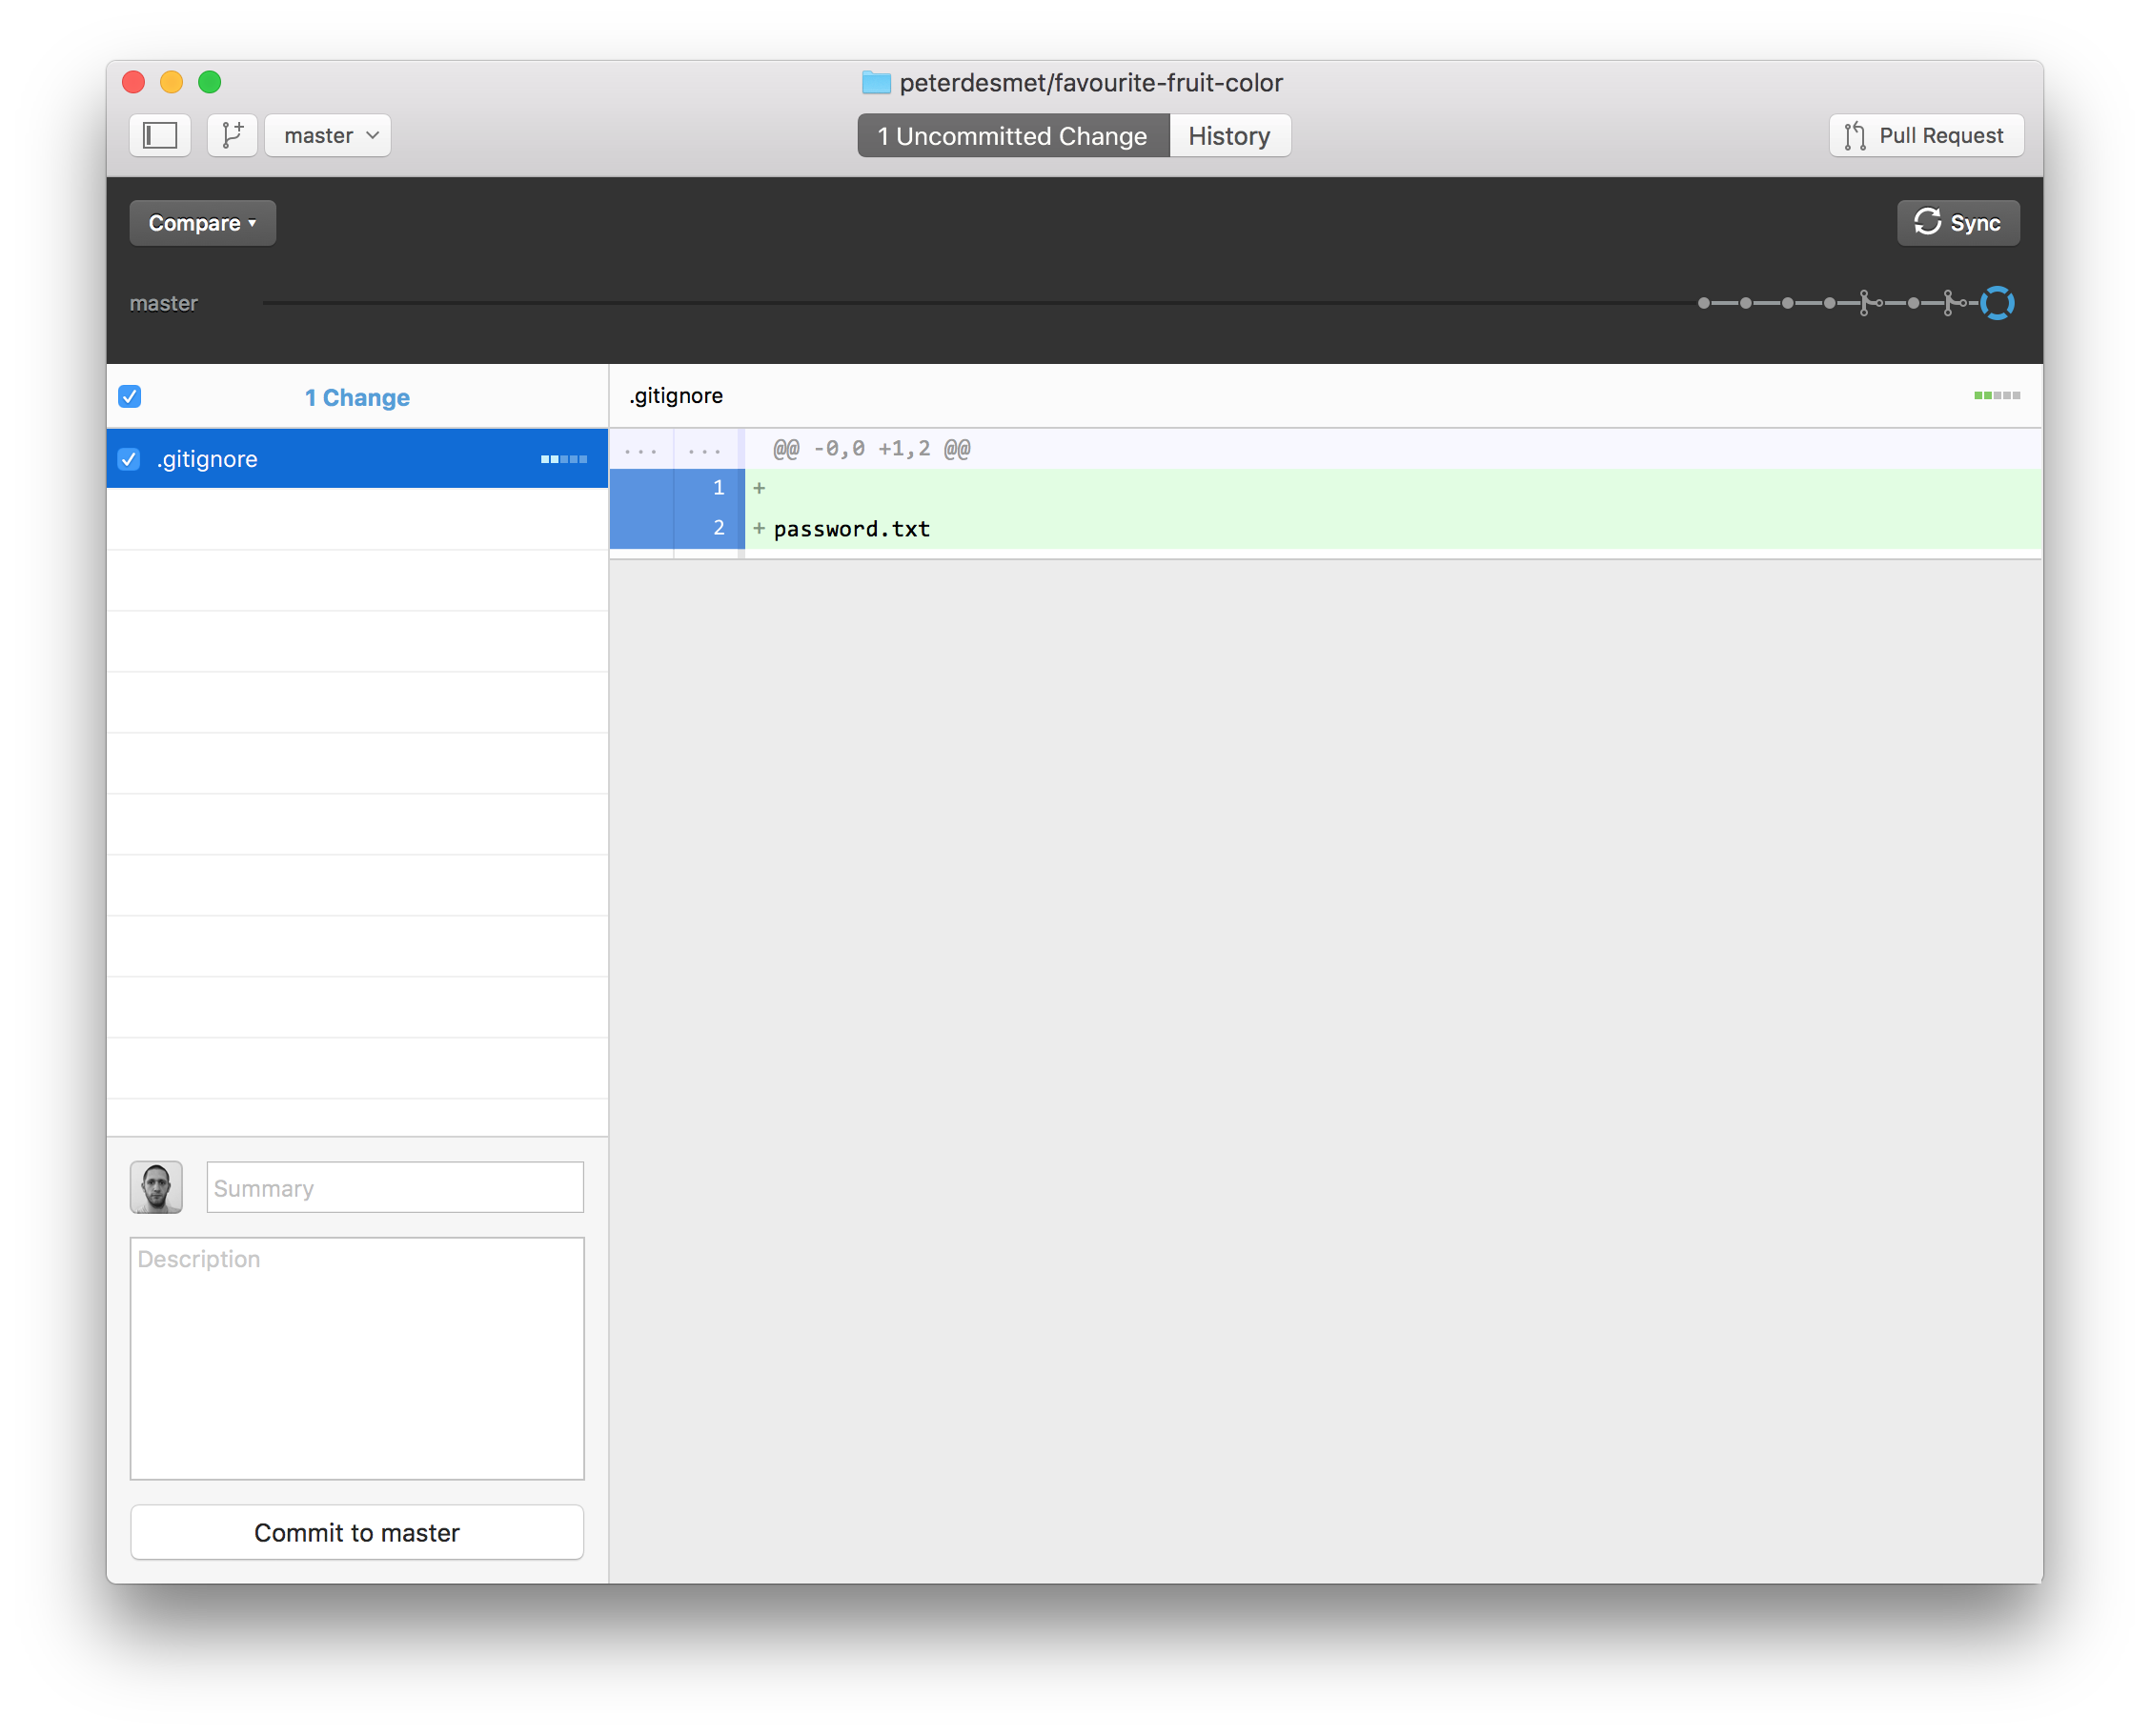 peterdesmet/favourite-fruit-color
master
1 Uncommitted Change
History
Pull Request
Compare
Sync
master
1 Change
.gitignore
.gitignore
... ... @@ -0,0 +1,2 @@
1 +
2 + password.txt
Summary
Description
Commit to master